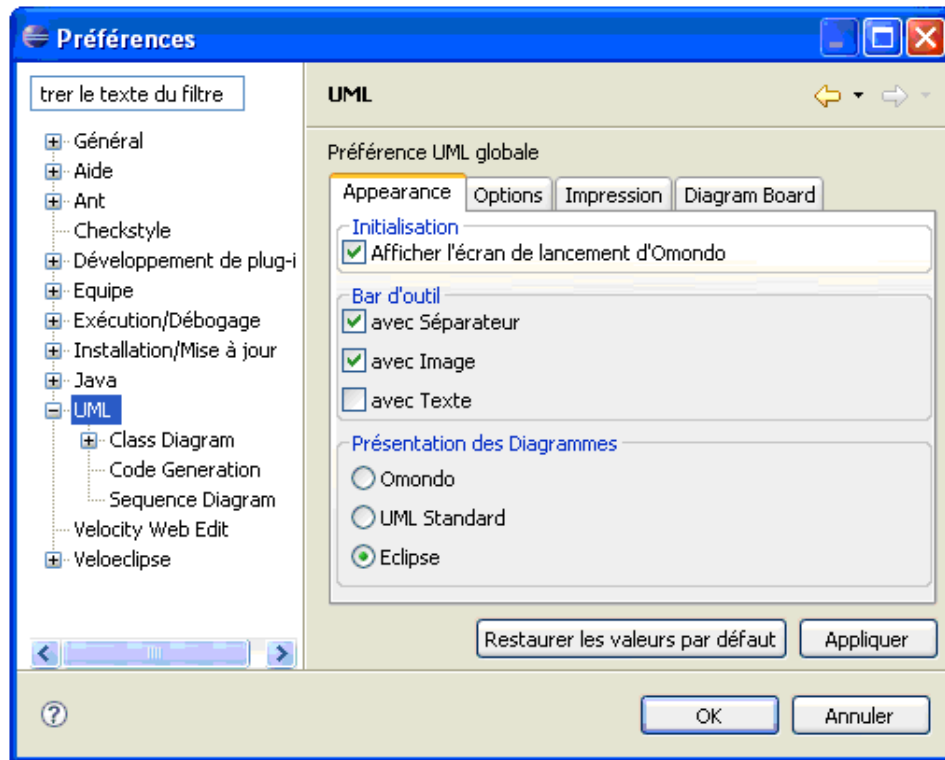 Préférences
trer le texte du filtre
Général
Aide
Ant
Checkstyle
Développement de plug-i
Equipe
Exécution/Débogage
Installation/Mise à jour
Java
UML
Class Diagram
Code Generation
Sequence Diagram
Velocity Web Edit
Veloeclipse
UML
Préférence UML globale
Appearance Options Impression Diagram Board
Initialisation
Afficher l'écran de lancement d'Omondo
Bar d'outil
avec Séparateur
avec Image
avec Texte
Présentation des Diagrammes
Omondo
UML Standard
Eclipse
Restaurer les valeurs par défaut Appliquer
? OK Annuler